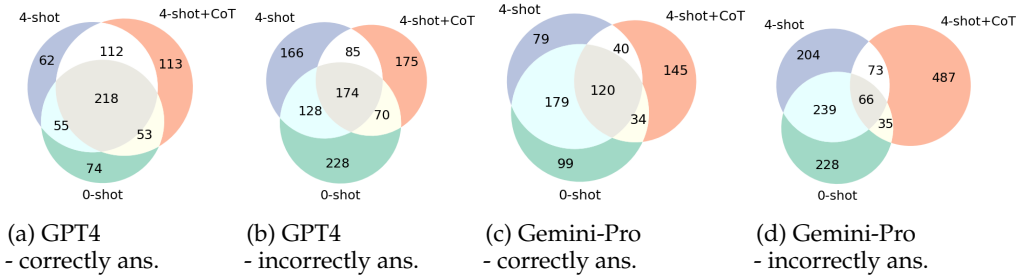 4-shot
4-shot+CoT
62
112
113
218
55
53
74
0-shot
(a) GPT4
- correctly ans.
4-shot
4-shot+CoT
166
85
175
174
128
70
228
0-shot
(b) GPT4
- incorrectly ans.
4-shot
4-shot+CoT
79
40
145
179
120
34
99
0-shot
(c) Gemini-Pro
- correctly ans.
4-shot
4-shot+CoT
204
73
487
239
66
35
228
0-shot
(d) Gemini-Pro
- incorrectly ans.